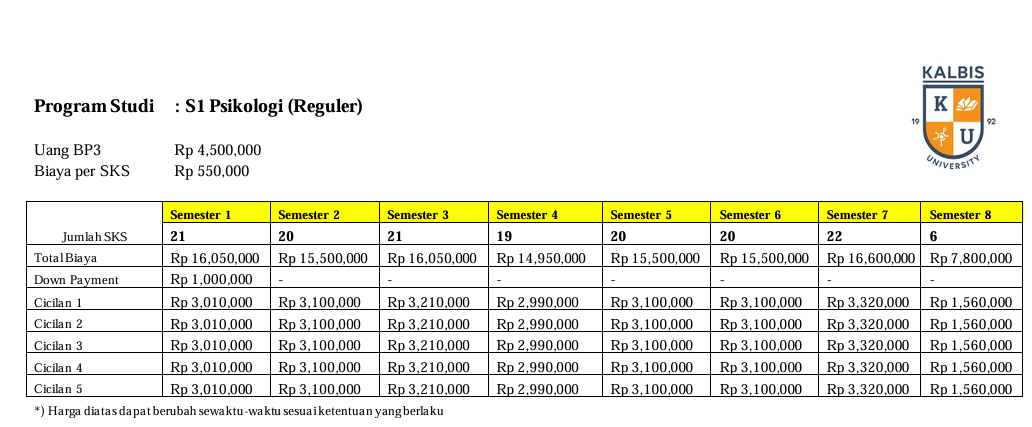 KALBIS
K
U
19 92
UNIVERSITY
Program Studi : S1 Psikologi (Reguler)
Uang BP3 Rp 4,500,000
Biaya per SKS Rp 550,000
Semester 1 Semester 2 Semester 3 Semester 4 Semester 5 Semester 6 Semester 7 Semester 8
Jumlah SKS 21 20 21 19 20 20 22 6
Total Biaya Rp 16,050,000 Rp 15,500,000 Rp 16,050,000 Rp 14,950,000 Rp 15,500,000 Rp 15,500,000 Rp 16,600,000 Rp 7,800,000
Down Payment Rp 1,000,000 - - - - - - -
Cicilan 1 Rp 3,010,000 Rp 3,100,000 Rp 3,210,000 Rp 2,990,000 Rp 3,100,000 Rp 3,100,000 Rp 3,320,000 Rp 1,560,000
Cicilan 2 Rp 3,010,000 Rp 3,100,000 Rp 3,210,000 Rp 2,990,000 Rp 3,100,000 Rp 3,100,000 Rp 3,320,000 Rp 1,560,000
Cicilan 3 Rp 3,010,000 Rp 3,100,000 Rp 3,210,000 Rp 2,990,000 Rp 3,100,000 Rp 3,100,000 Rp 3,320,000 Rp 1,560,000
Cicilan 4 Rp 3,010,000 Rp 3,100,000 Rp 3,210,000 Rp 2,990,000 Rp 3,100,000 Rp 3,100,000 Rp 3,320,000 Rp 1,560,000
Cicilan 5 Rp 3,010,000 Rp 3,100,000 Rp 3,210,000 Rp 2,990,000 Rp 3,100,000 Rp 3,100,000 Rp 3,320,000 Rp 1,560,000
*) Harga diatas dapat berubah sewaktu-waktu sesuai ketentuan yang berlaku